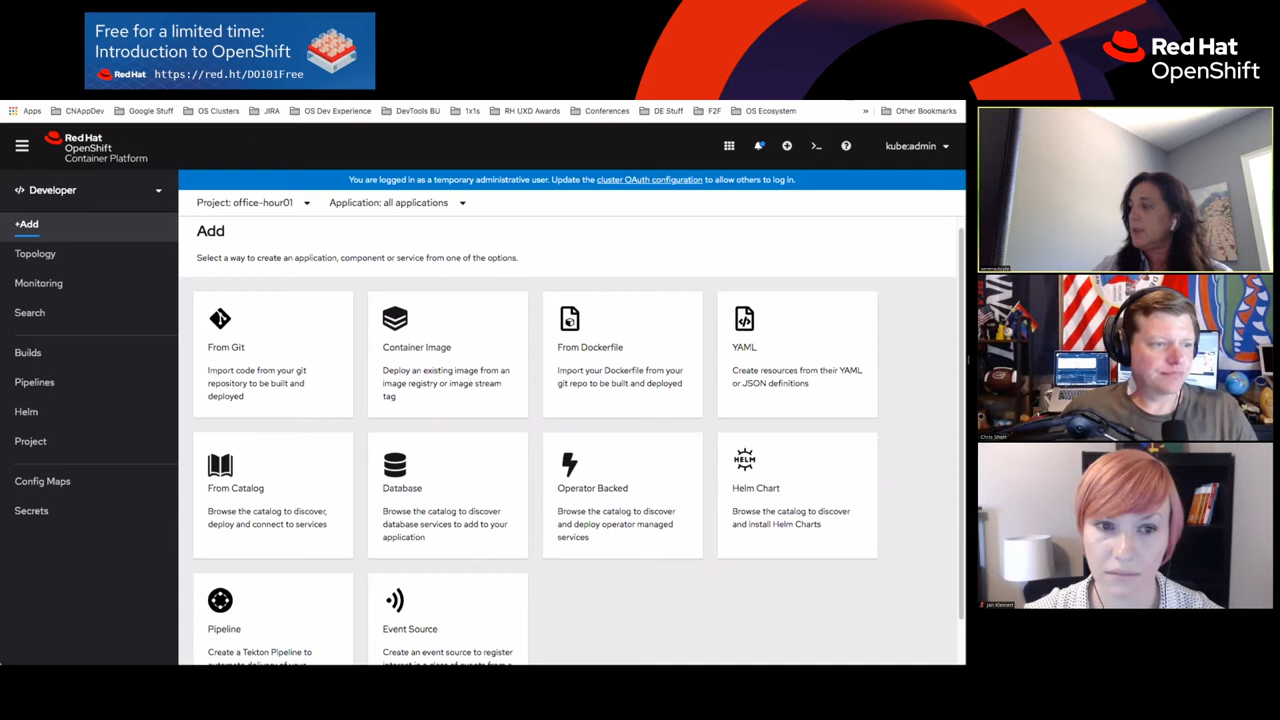 Free for a limited time:
Introduction to OpenShift
Red Hat https://red.ht/DO101Free
Red Hat
OpenShift
Apps CNAppDev Google Stuff OS Clusters JIRA OS Dev Experience DevTools BU 1x1s RH UXD Awards Conferences DE Stuff F2F OS Ecosystem » Other Bookmarks
Red Hat
OpenShift
Container Platform
kube:admin
Developer
You are logged in as a temporary administrative user. Update the cluster OAuth configuration to allow others to log in.
Project: office-hour01 Application: all applications
+Add
Topology
Monitoring
Search
Builds
Pipelines
Helm
Project
Config Maps
Secrets
Add
Select a way to create an application, component or service from one of the options.
From Git
Import code from your git
repository to be built and
deployed
Container Image
Deploy an existing image from an
image registry or image stream
tag
From Dockerfile
Import your Dockerfile from your
git repo to be built and deployed
YAML
Create resources from their YAML
or JSON definitions
From Catalog
Browse the catalog to discover,
deploy and connect to services
Database
Browse the catalog to discover
database services to add to your
application
Operator Backed
Browse the catalog to discover
and deploy operator managed
services
HELM
Helm Chart
Browse the catalog to discover
and install Helm Charts
Pipeline
Create a Tekton Pipeline to
automate delivery of your
Event Source
Create an event source to register
interest in a class of events from a
serenadoyle
Chris Short
Jan Kleinert